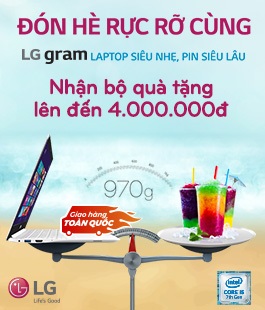 ĐÓN HÈ RỰC RỠ CÙNG
LG gram LAPTOP SIÊU NHẸ, PIN SIÊU LÂU
Nhận bộ quà tặng
lên đến 4.000.000đ
970g
Giao hàng
TOÀN QUỐC
LG
Life's Good
intel
CORE i5
7th Gen